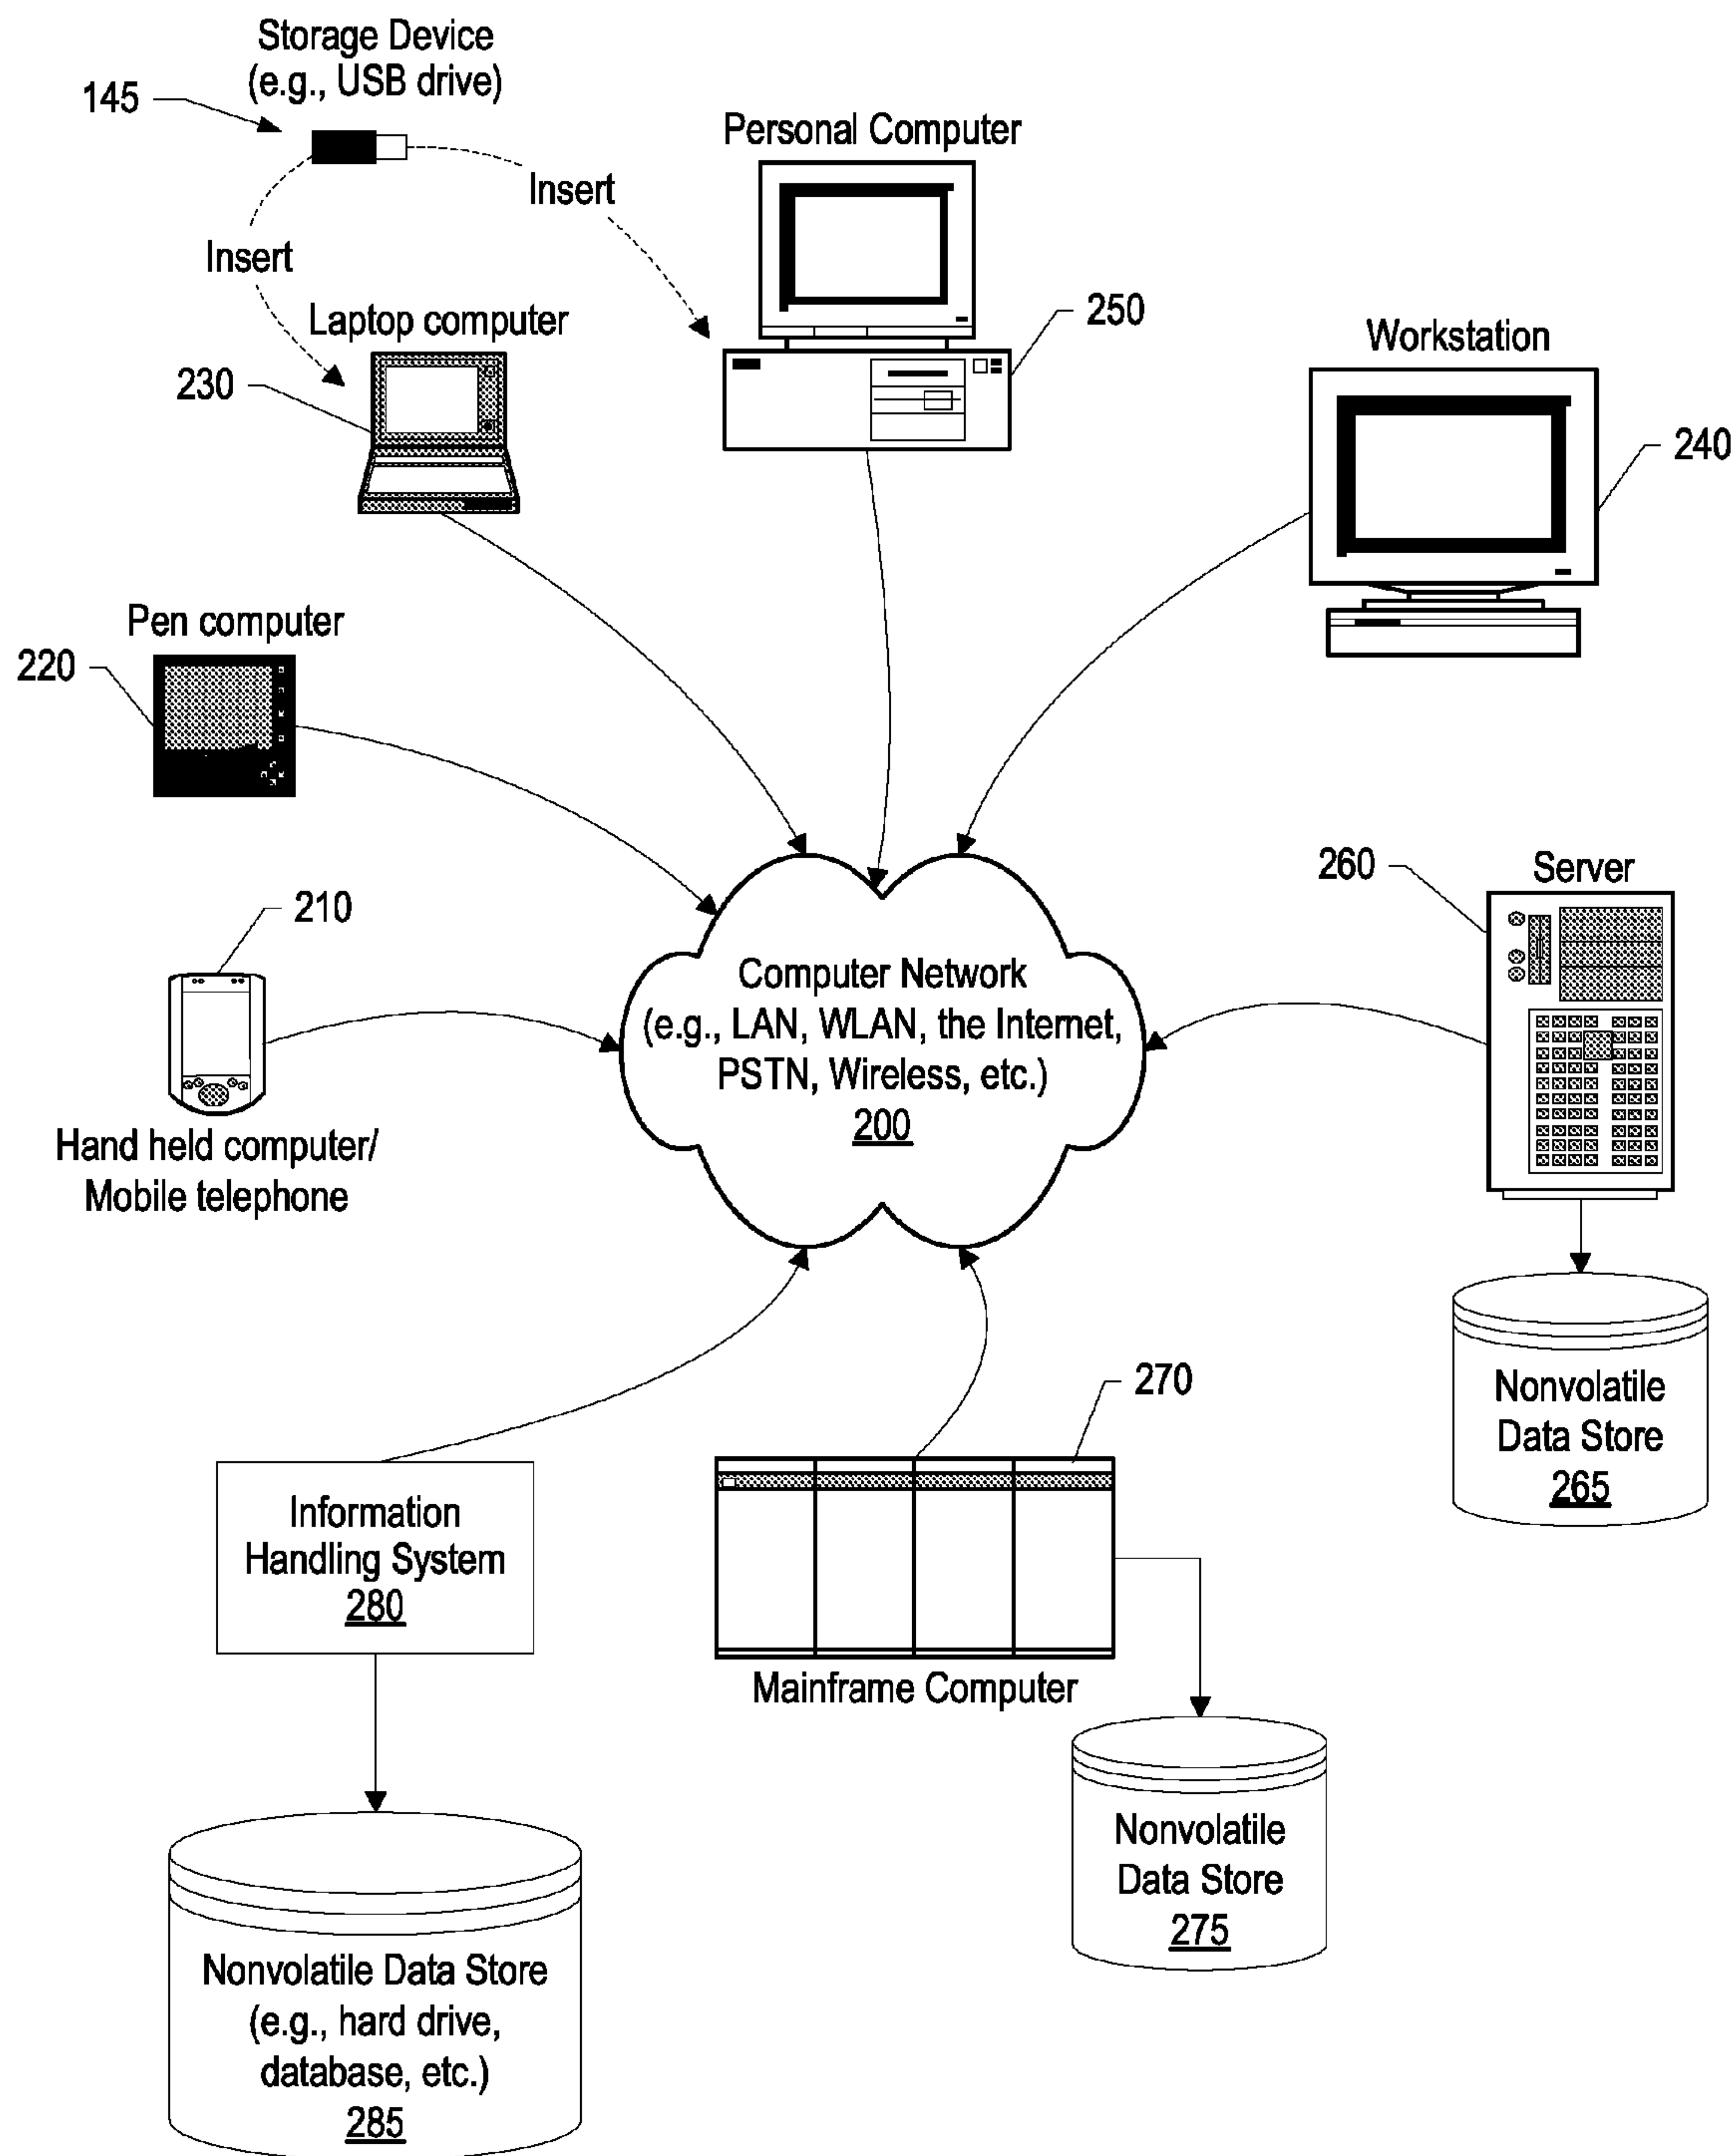 Storage Device
(e.g., USB drive)
145
Insert
Insert
Personal Computer
250
Laptop computer
230
Workstation
240
Pen computer
220
210
Hand held computer/
Mobile telephone
Computer Network
(e.g., LAN, WLAN, the Internet,
PSTN, Wireless, etc.)
200
260
Server
Nonvolatile
Data Store
265
Information
Handling System
280
270
Mainframe Computer
Nonvolatile
Data Store
275
Nonvolatile Data Store
(e.g., hard drive,
database, etc.)
285